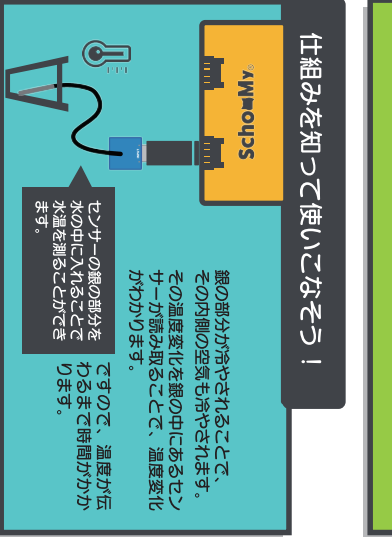 仕組みを知って使いこなそう！
SchooMy
銀の部分が冷やされることで、
その内側の空気も冷やされます。
その温度変化を銀の中にあるセン
サーが読み取ることで、温度変化
がわかります。
ですので、温度が伝
わるまで時間がかか
ります。
センサーの銀の部分を
水の中に入れることで
水温を測ることができ
ます。